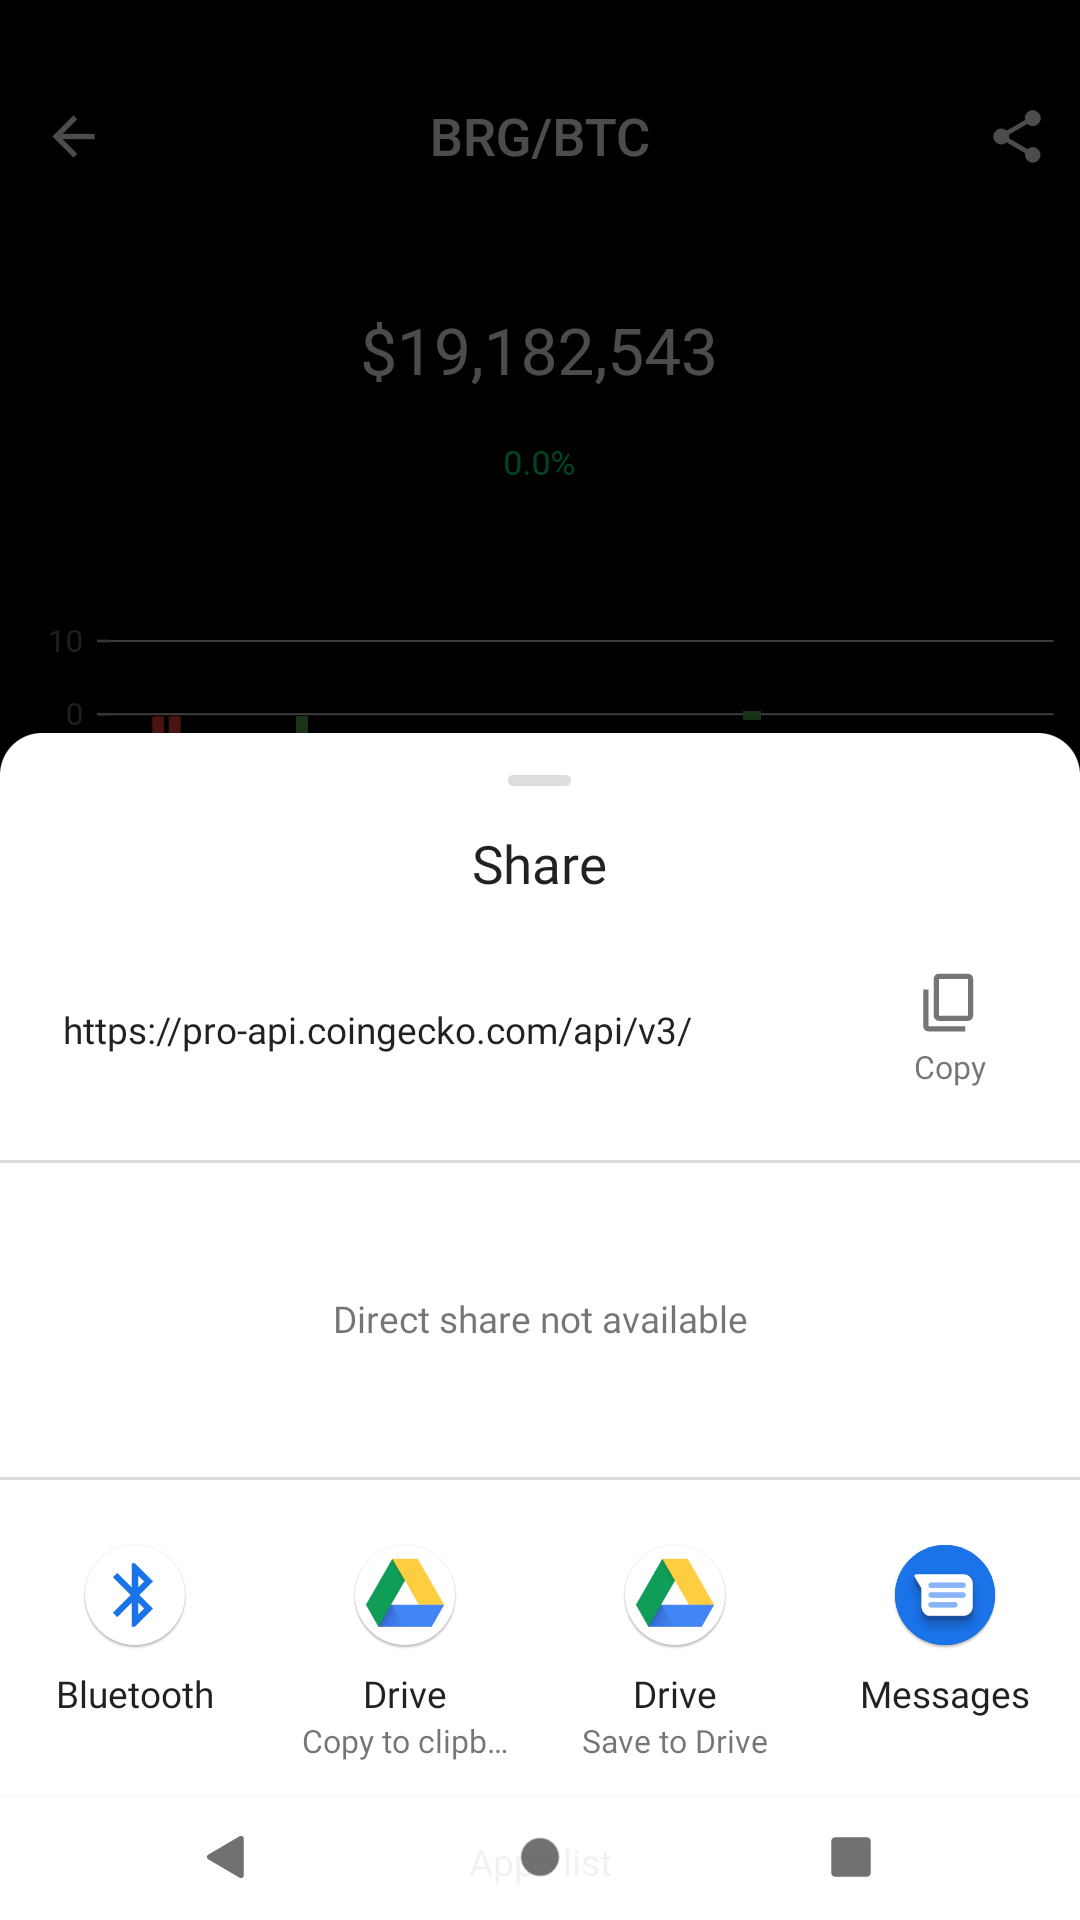 BRG/BTC
$19,182,543
0.0%
10
0
Share
https://pro-api.coingecko.com/api/v3/
Copy
Direct share not available
Bluetooth
Drive
Drive
Messages
Copy to clipb...
Save to Drive
list